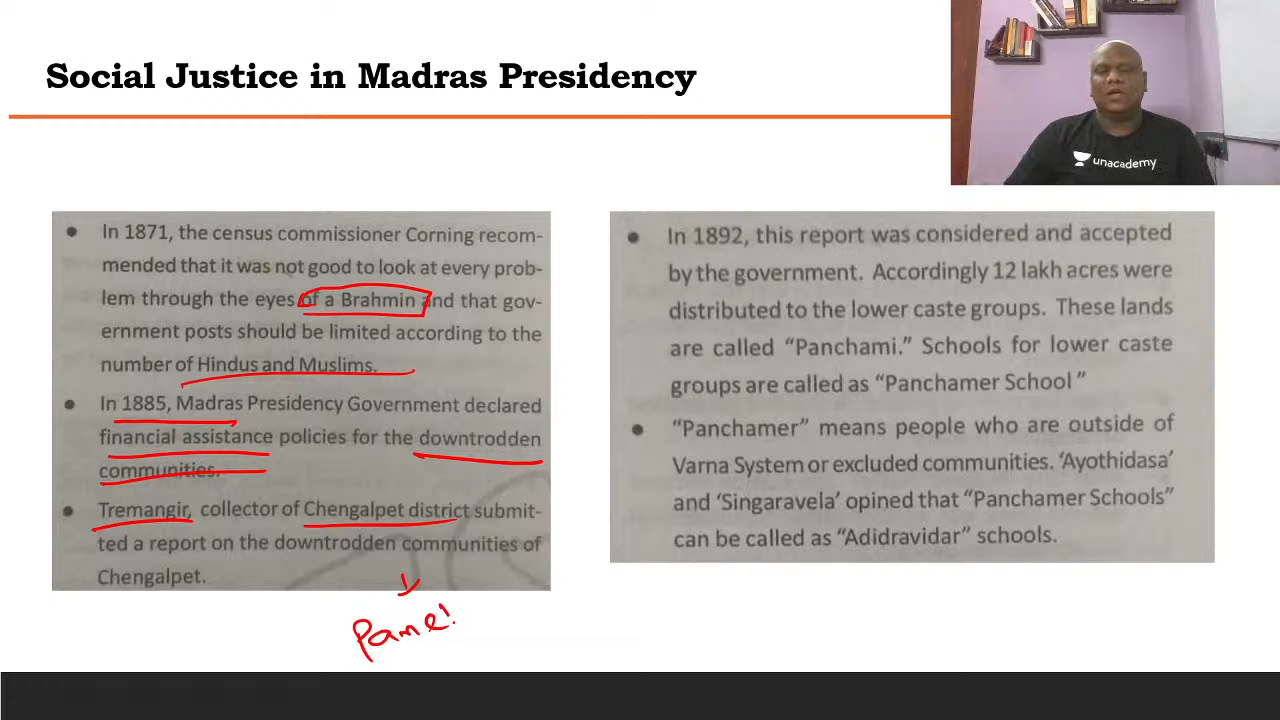 Social Justice in Madras Presidency
unacademy
In 1871, the census commissioner Corning recom-
mended that it was not good to look at every prob-
lem through the eyes of a Brahmin and that gov-
ernment posts should be limited according to the
number of Hindus and Muslims.
In 1885, Madras Presidency Government declared
financial assistance policies for the downtrodden
communities.
Tremangir, collector of Chengalpet district submit-
ted a report on the downtrodden communities of
Chengalpet.
In 1892, this report was considered and accepted
by the government. Accordingly 12 lakh acres were
distributed to the lower caste groups. These lands
are called “Panchami.” Schools for lower caste
groups are called as “Panchamer School ”
“Panchamer” means people who are outside of
Varna System or excluded communities. ‘Ayothidasa’
and ‘Singaravela’ opined that “Panchamer Schools”
can be called as “Adidravidar” schools.